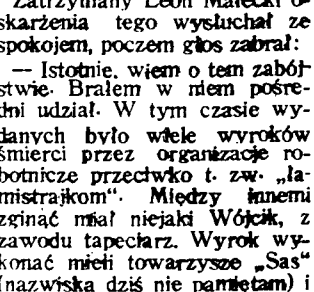 Zatrzymany Leon Małecki o-
skarżenia tego wysłuchał ze
spokojem, poczem głos zabrał:
— Istotnie, wiem o tem zabój-
stwie. Brałem w niem pośre-
dni udział. W tym czasie wy-
danych było wiele wyroków
śmierci przez organizacje ro-
botnicze przeciwko t. zw. „ła-
mistrajkom". Między innemi
zginąć miał niejaki Wójcik, z
zawodu tapeciarz. Wyrok wy-
konać mieli towarzysze „Sas"
(nazwiska dziś nie pamiętam) i